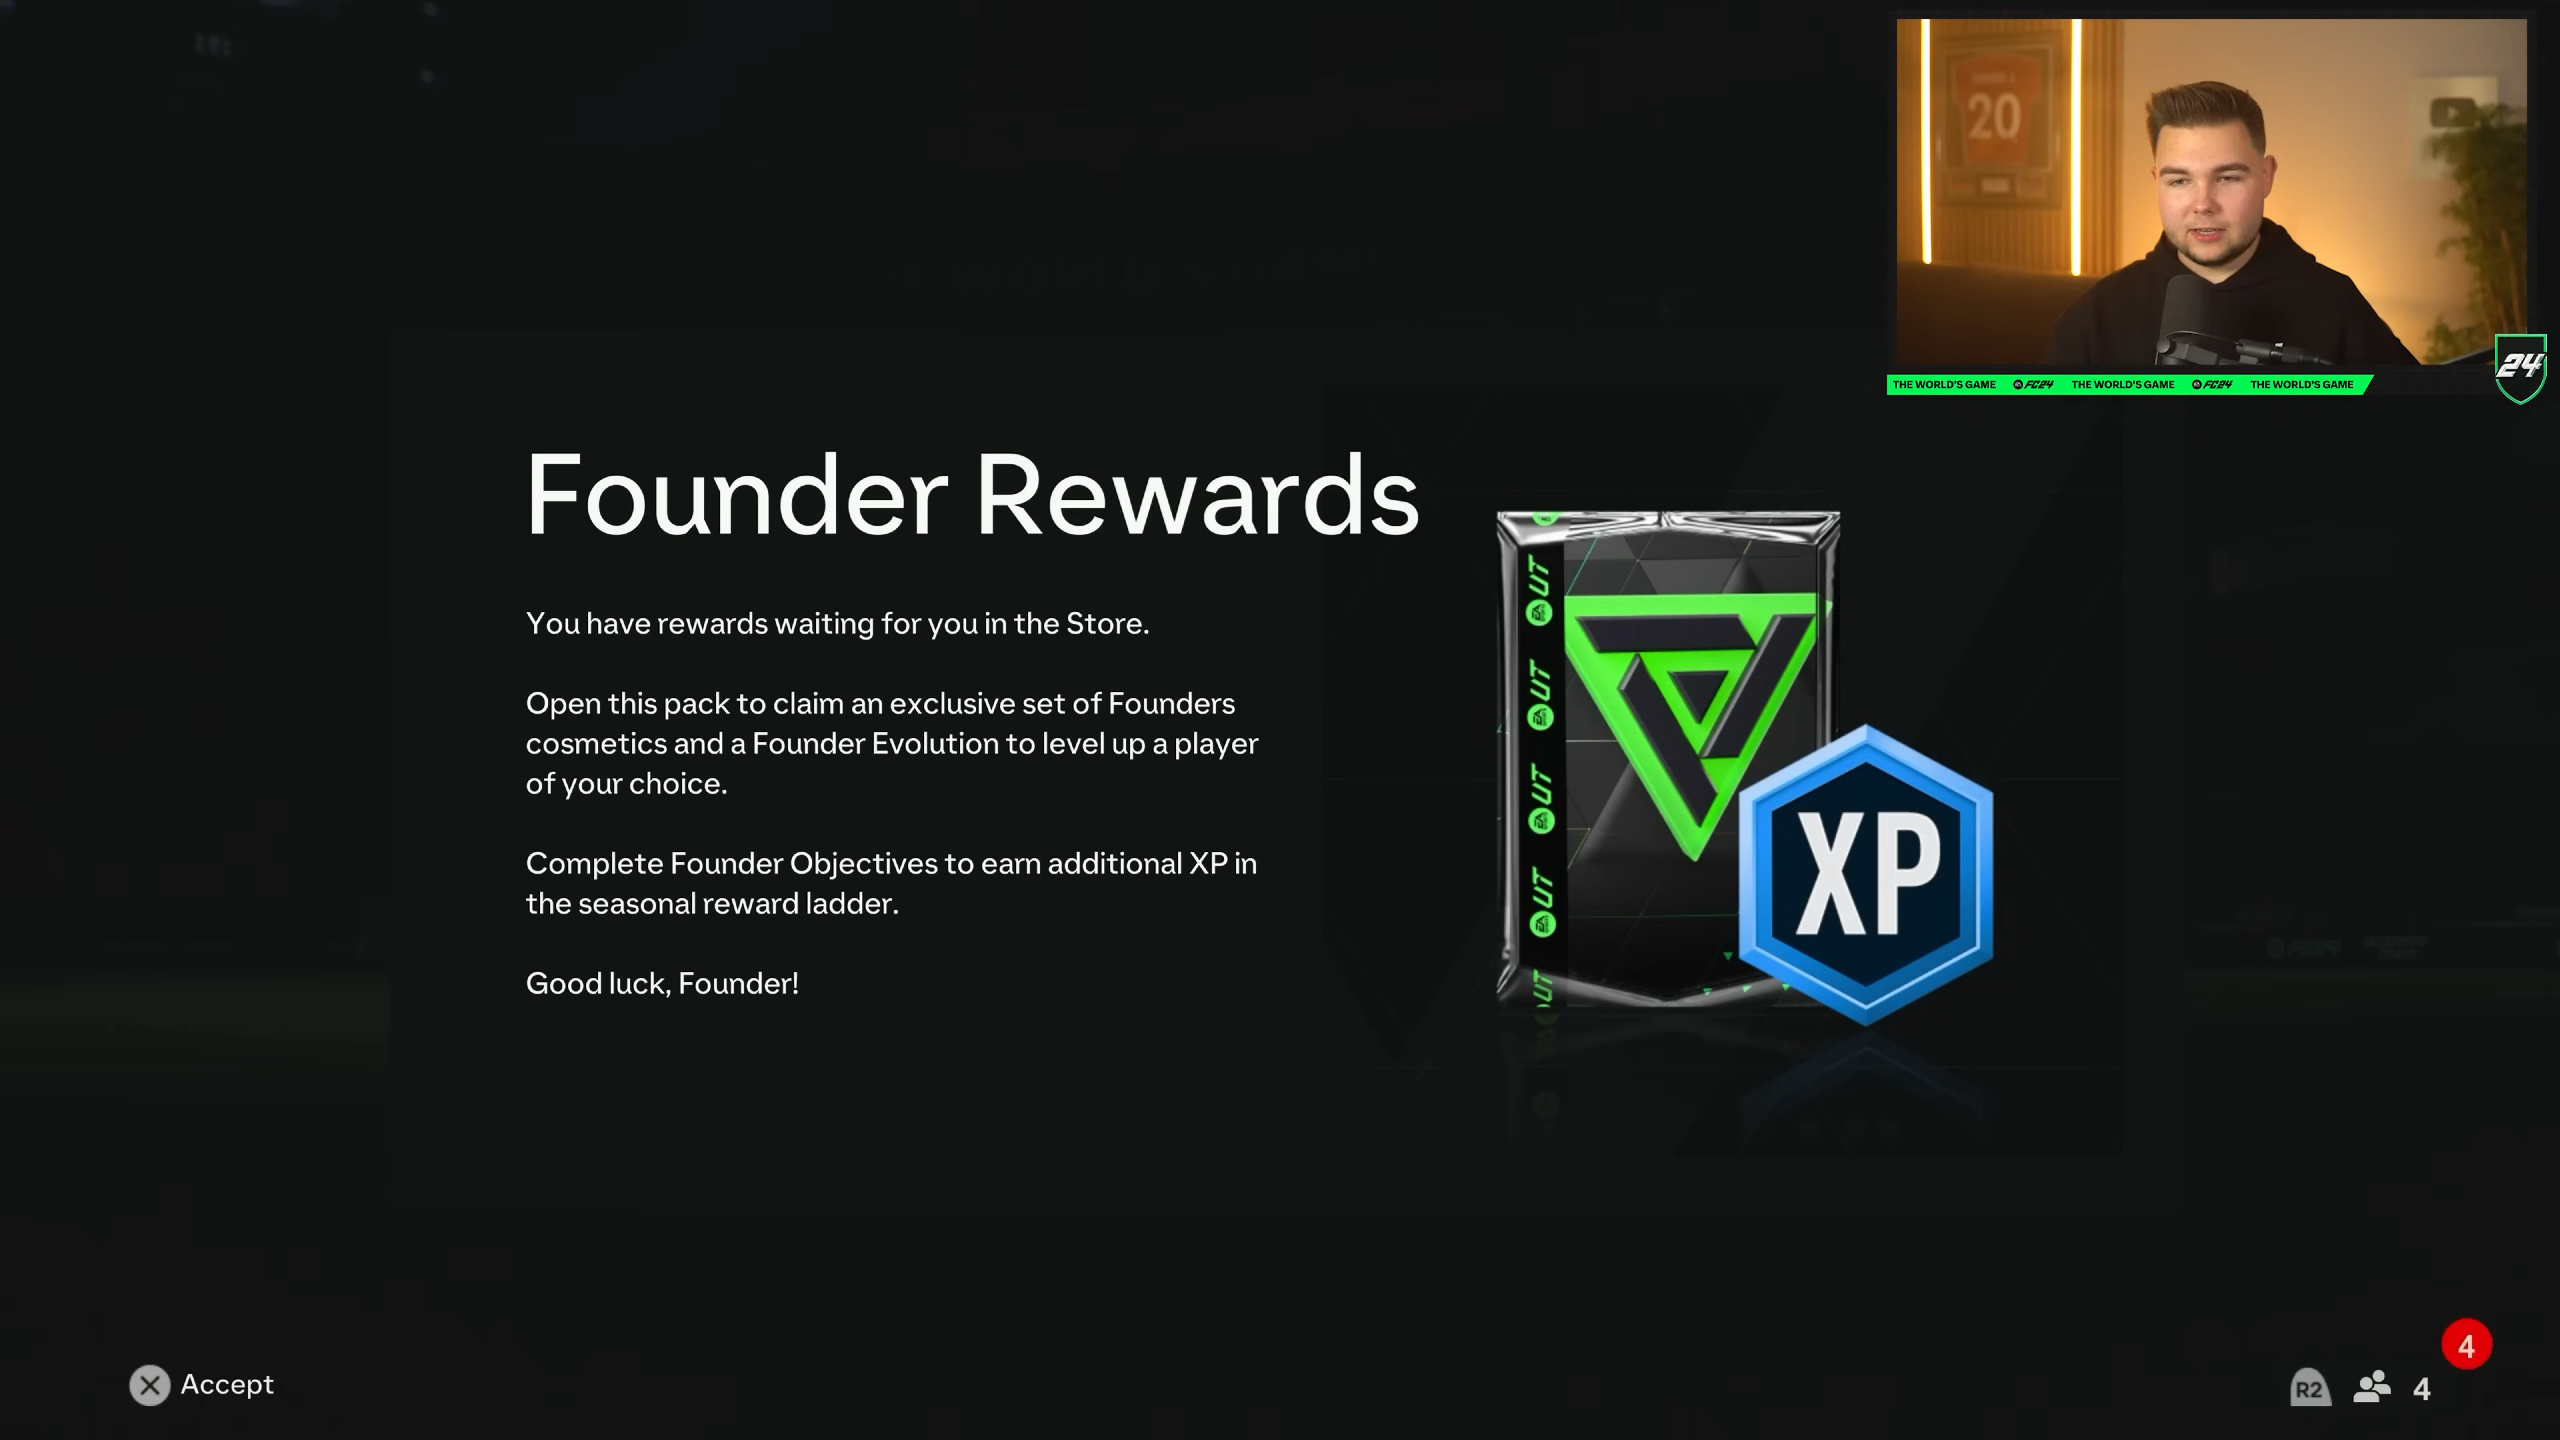 20
THE WORLD'S GAME FC24 THE WORLD'S GAME FC24 THE WORLD'S GAME
24
Founder Rewards
You have rewards waiting for you in the Store.
Open this pack to claim an exclusive set of Founders
cosmetics and a Founder Evolution to level up a player
of your choice.
Complete Founder Objectives to earn additional XP in
the seasonal reward ladder.
Good luck, Founder!
UT
UT
UT
UT
UT
XP
Accept
4
R2 4